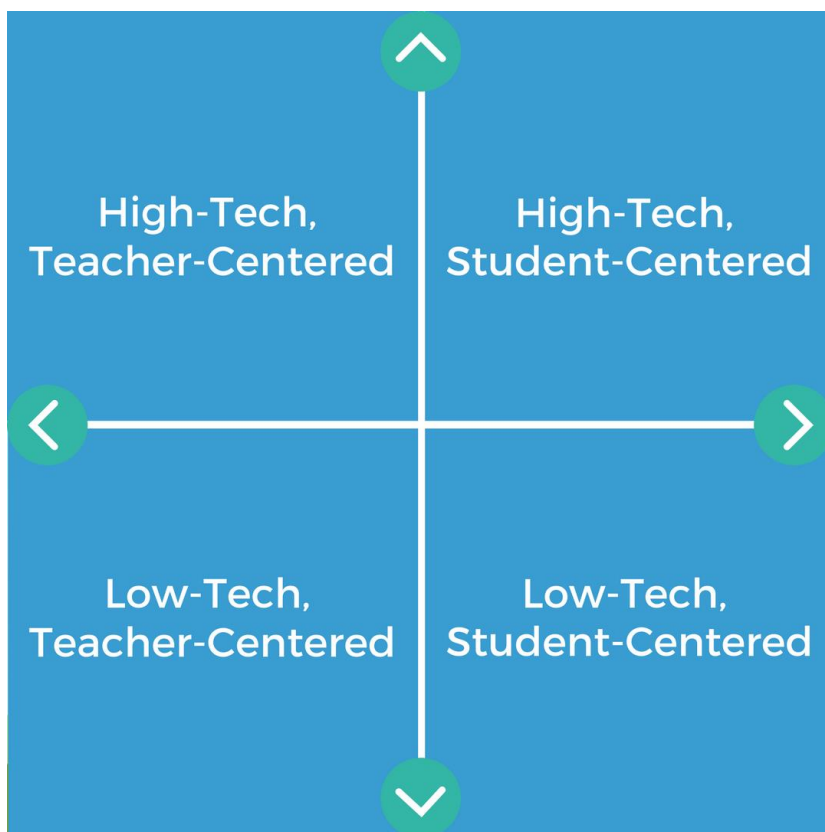 High-Tech,
Teacher-Centered
High-Tech,
Student-Centered
Low-Tech,
Teacher-Centered
Low-Tech,
Student-Centered